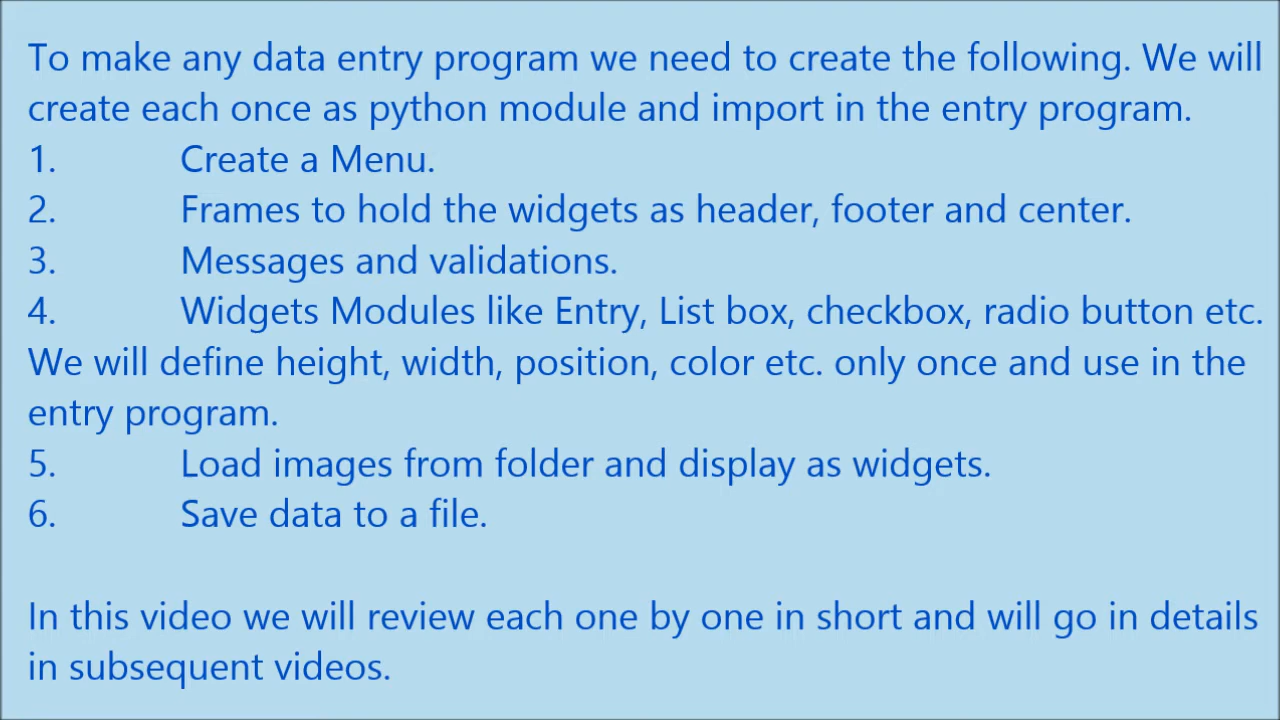 To make any data entry program we need to create the following. We will
create each once as python module and import in the entry program.
1. Create a Menu.
2. Frames to hold the widgets as header, footer and center.
3. Messages and validations.
4. Widgets Modules like Entry, List box, checkbox, radio button etc.
We will define height, width, position, color etc. only once and use in the
entry program.
5. Load images from folder and display as widgets.
6. Save data to a file.
In this video we will review each one by one in short and will go in details
in subsequent videos.